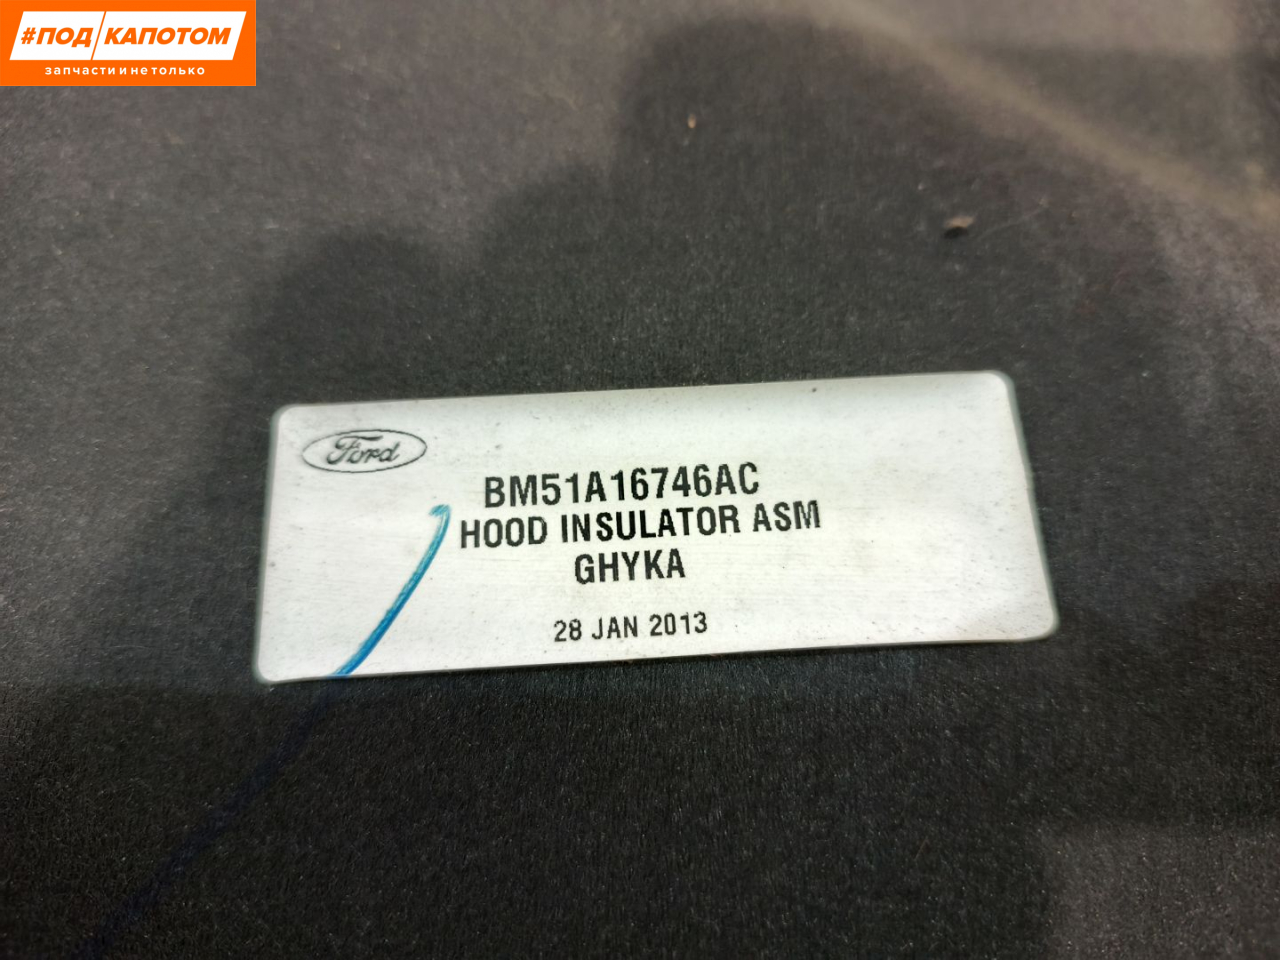 #ПОД КАПОТОМ
запчасти и не только
Ford
BM51A16746AC
HOOD INSULATOR ASM
GHYKA
28 JAN 2013